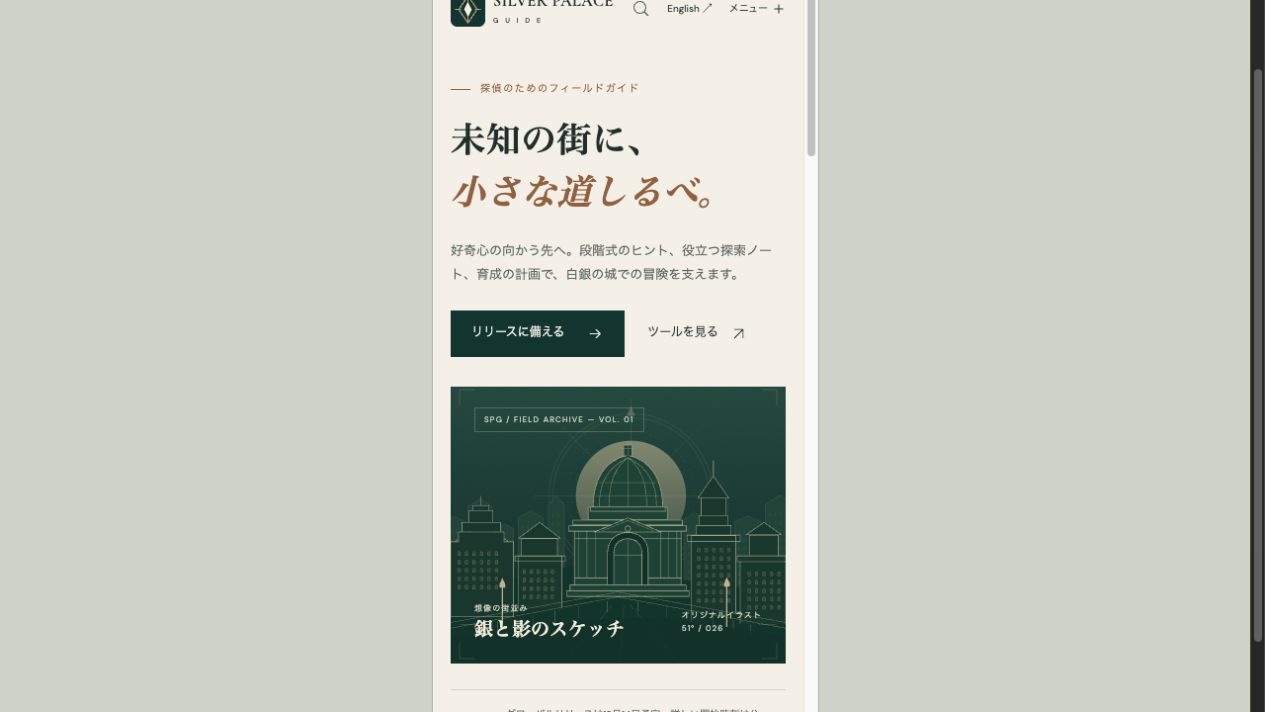 SILVER PALACE
GUIDE
English
メニュー
探偵のためのフィールドガイド
未知の街に、
小さな道しるべ。
好奇心の向かう先へ。段階式のヒント、役立つ探索ノー
ト、育成の計画で、白銀の城での冒険を支えます。
リリースに備える
ツールを見る
SPG / FIELD ARCHIVE — VOL. 01
想像の街並み
銀と影のスケッチ
オリジナルイラスト
51° / 026